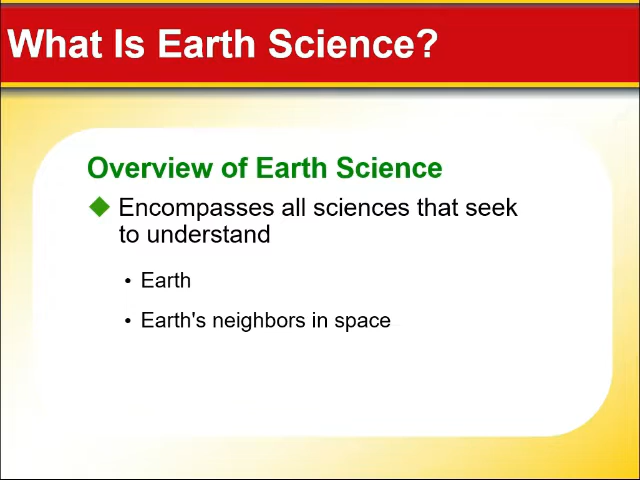 What Is Earth Science?
Overview of Earth Science
Encompasses all sciences that seek
to understand
• Earth
• Earth's neighbors in space